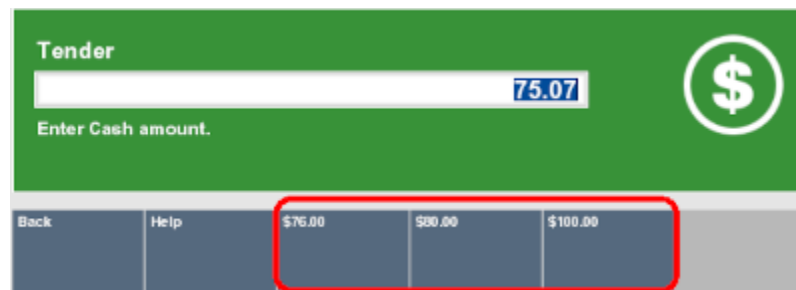 Tender
75.07
Enter Cash amount.
$
Back Help $76.00 $80.00 $100.00